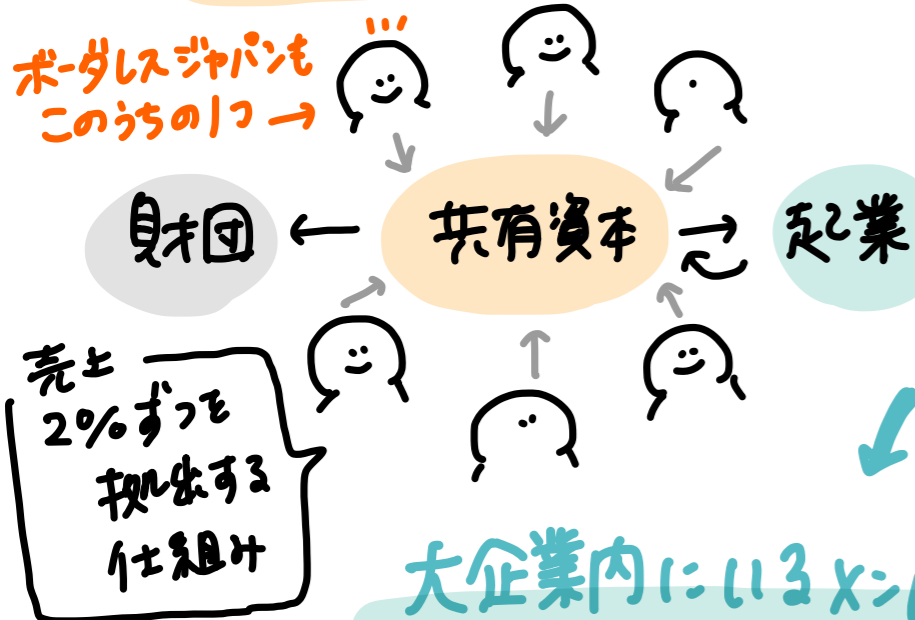 ボーダレスジャパンも
このうちの1つ→
財団
共有資本
起業
売上
2%ずつを
拠出する
仕組み
大企業内にいるメン